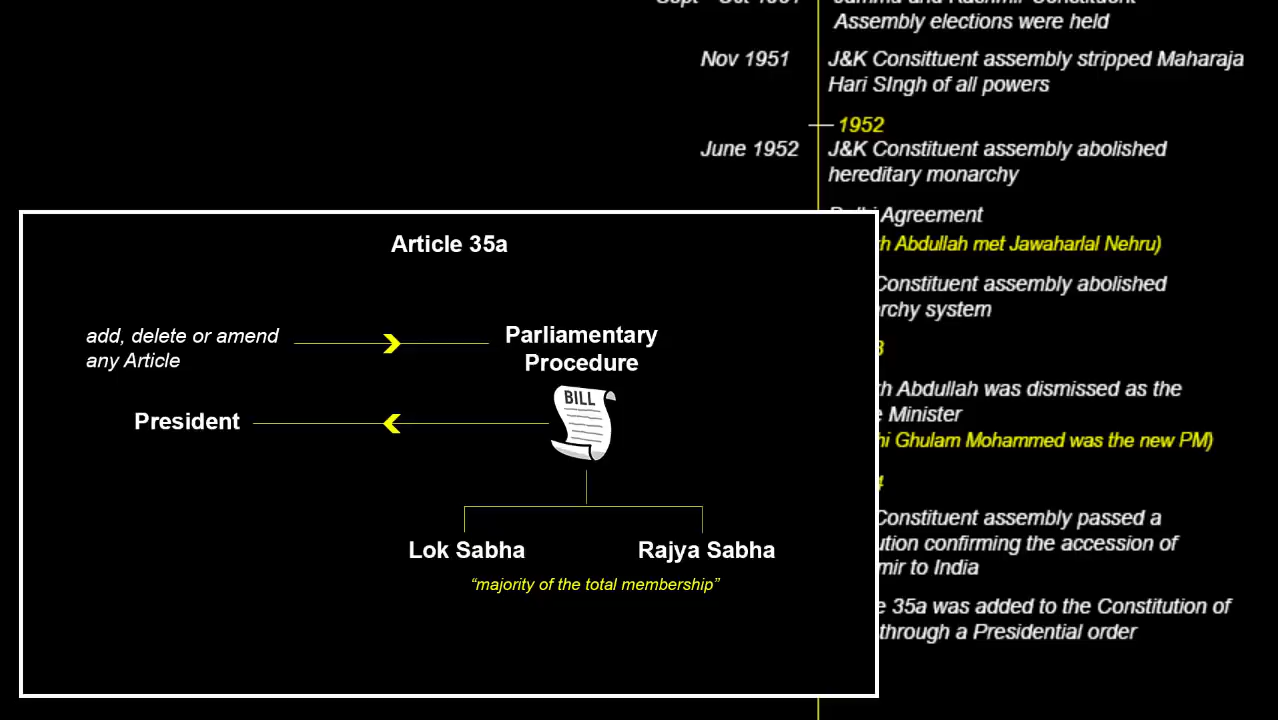 Assembly elections were held
Nov 1951
J&K Consittuent assembly stripped Maharaja
Hari SIngh of all powers
1952
June 1952
J&K Constituent assembly abolished
hereditary monarchy
Agreement
Abdullah met Jawaharlal Nehru)
Constituent assembly abolished
system
Abdullah was dismissed as the
Minister
Ghulam Mohammed was the new PM)
Constituent assembly passed a
confirming the accession of
to India
35a was added to the Constitution of
through a Presidential order
Article 35a
add, delete or amend
any Article
Parliamentary
Procedure
BILL
President
Lok Sabha
Rajya Sabha
“majority of the total membership”